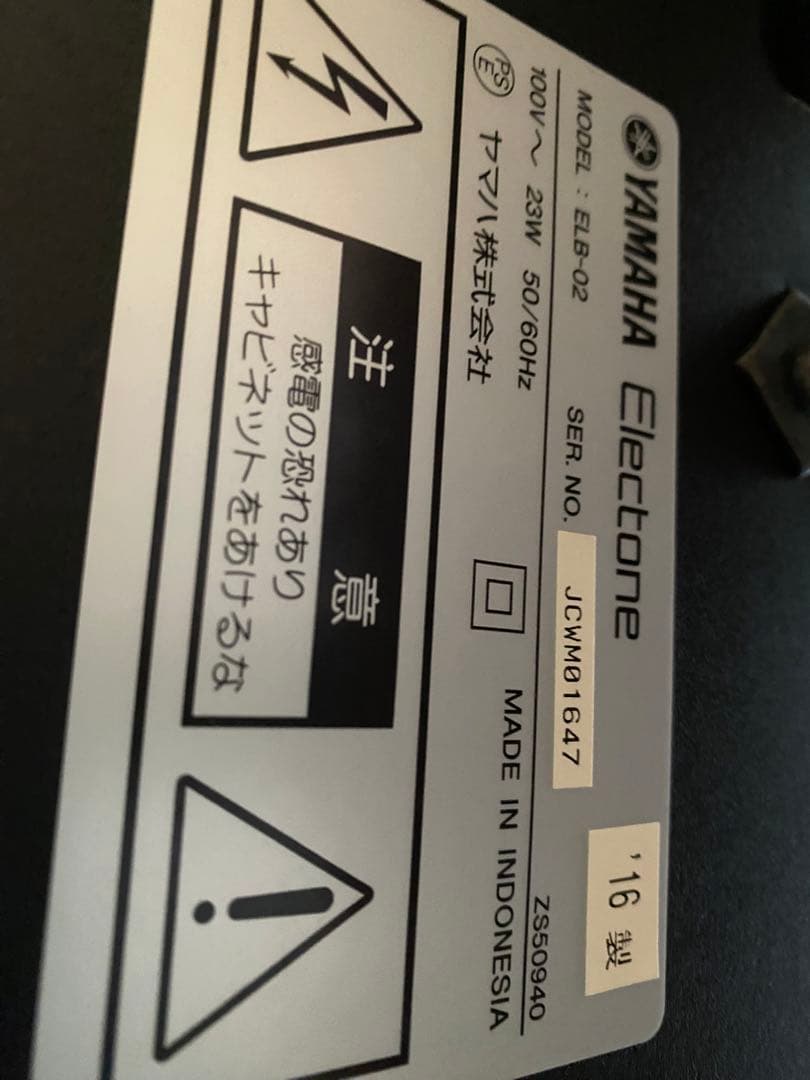 YAMAHA Electone
'16 製
MODEL : ELB-02 SER. NO. JCWM01647
100V～ 23W 50/60Hz ZS50940
PSE ヤマハ株式会社 MADE IN INDONESIA
注意
感電の恐れあり
キャビネットをあけるな